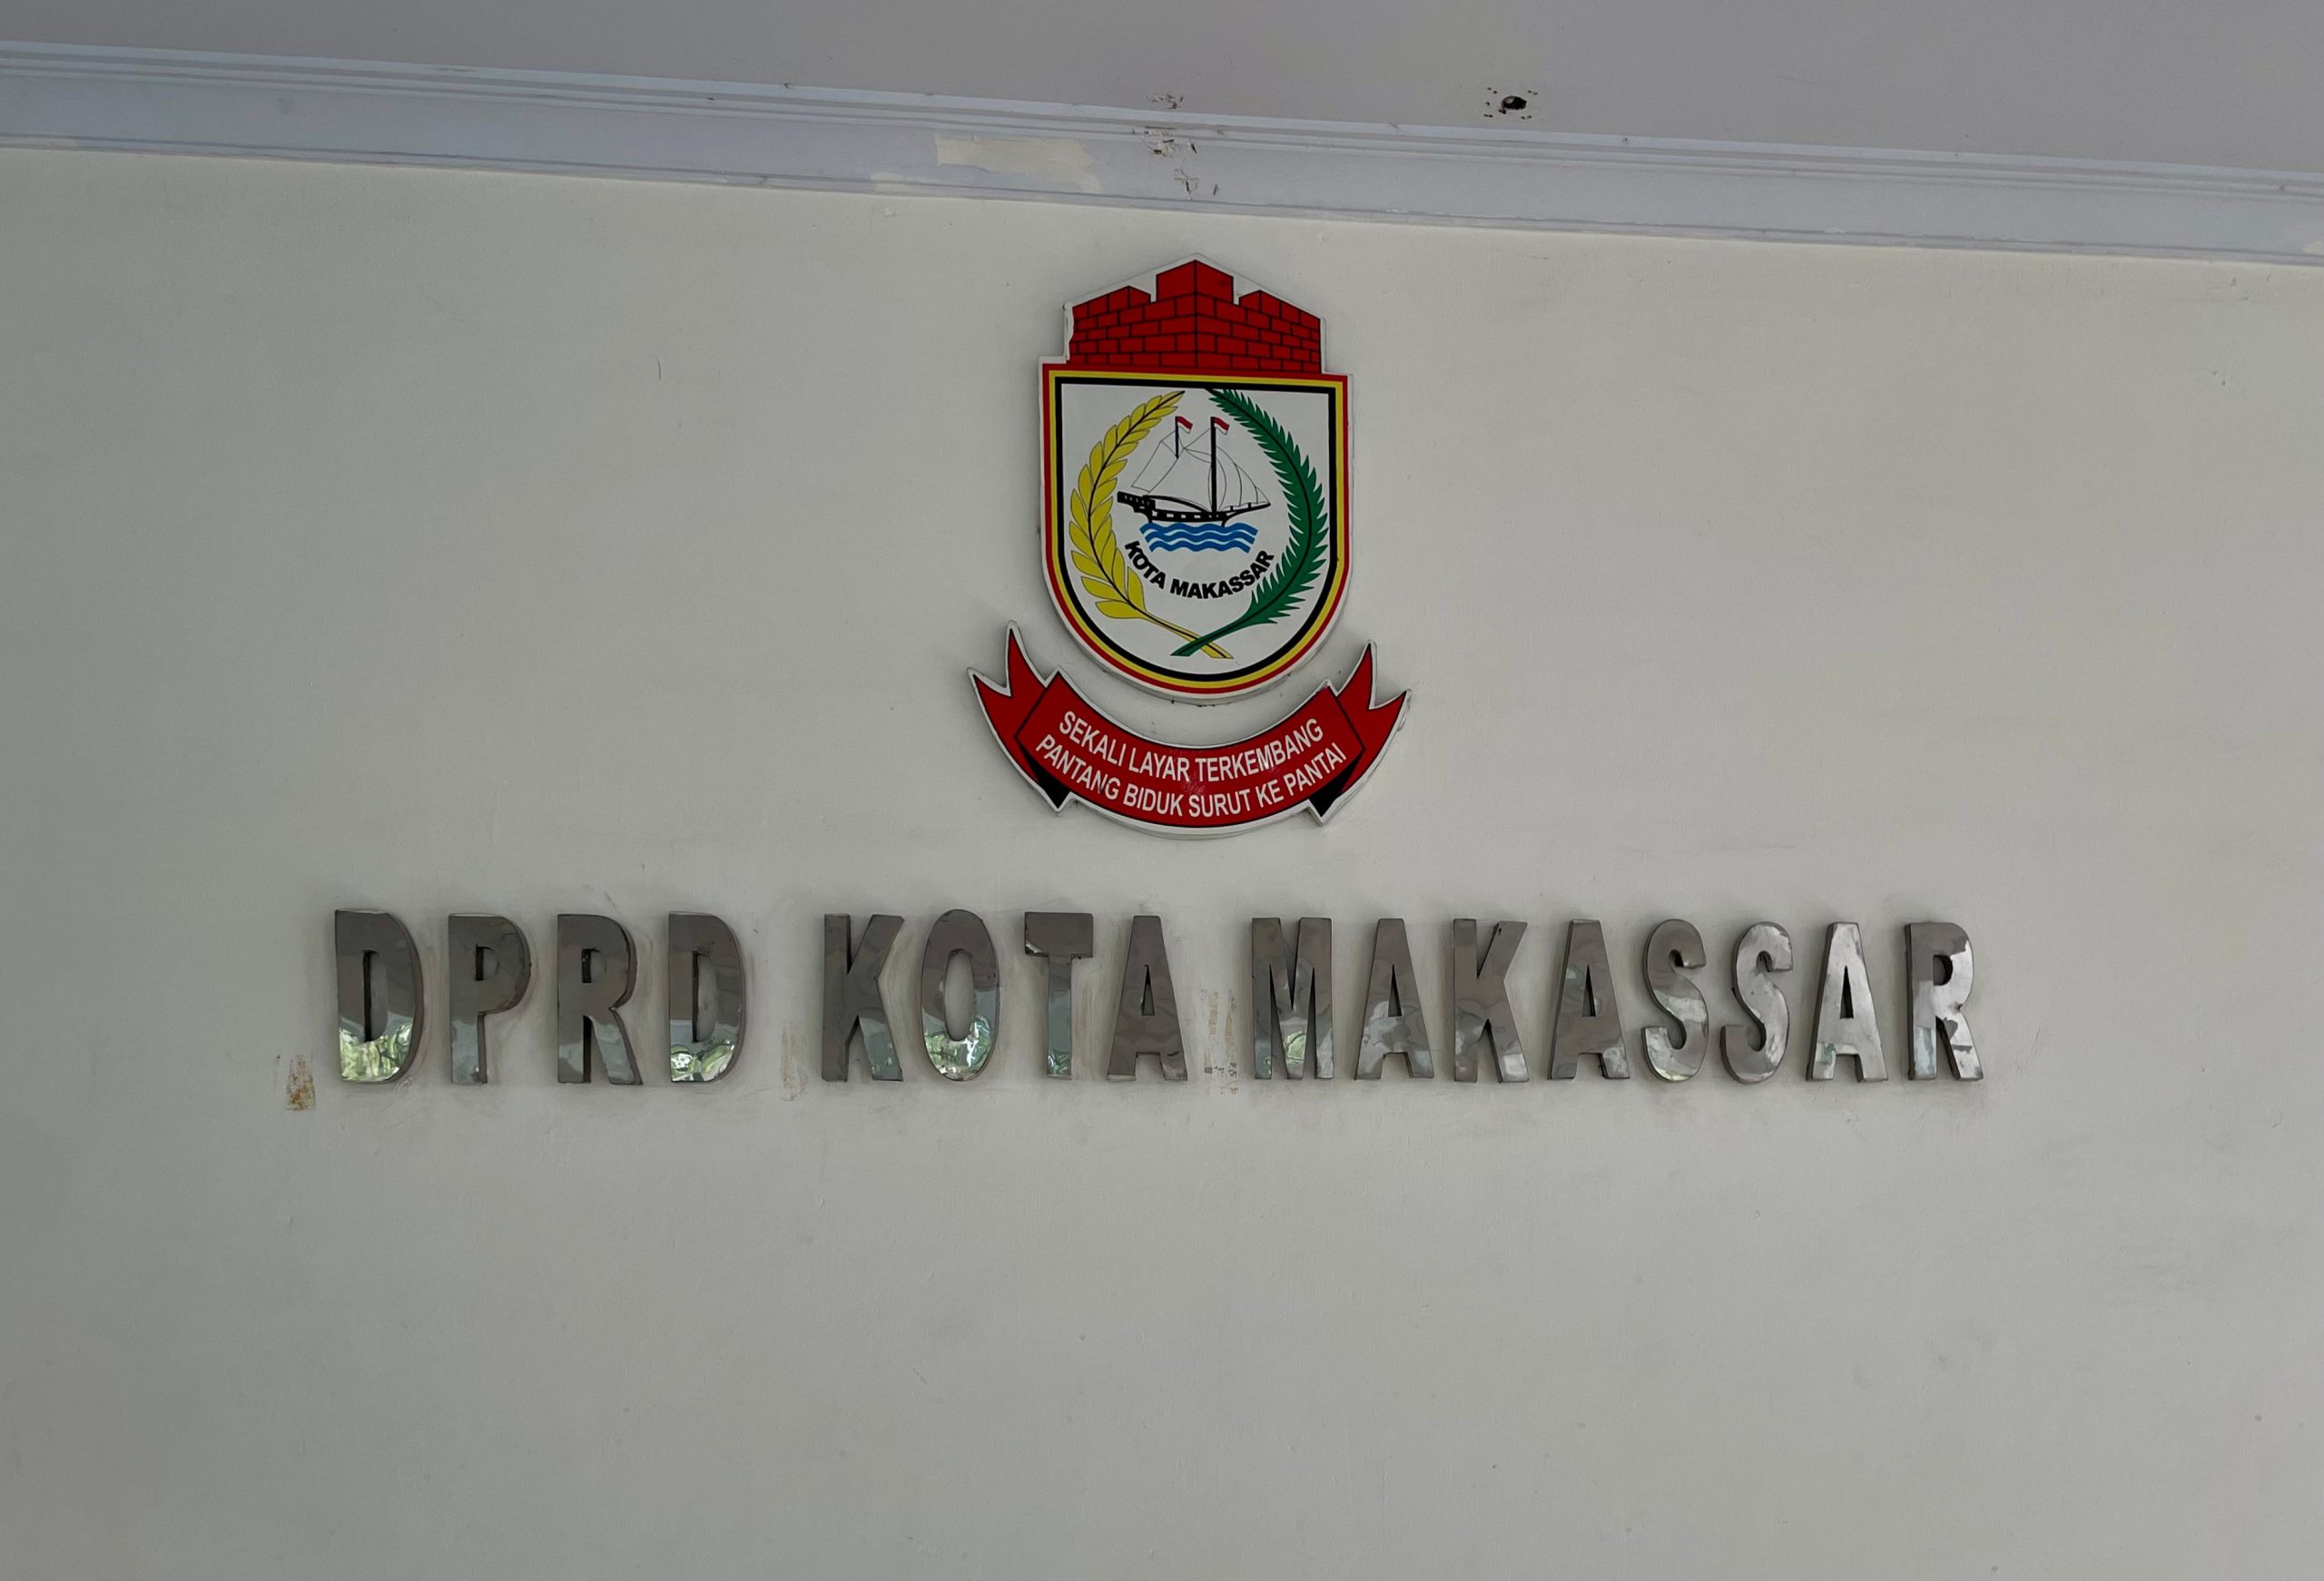 KOTA MAKASSAR
SEKALI LAYAR TERKEMBANG
PANTANG BIDUK SURUT KE PANTAI
DPRD KOTA MAKASSAR